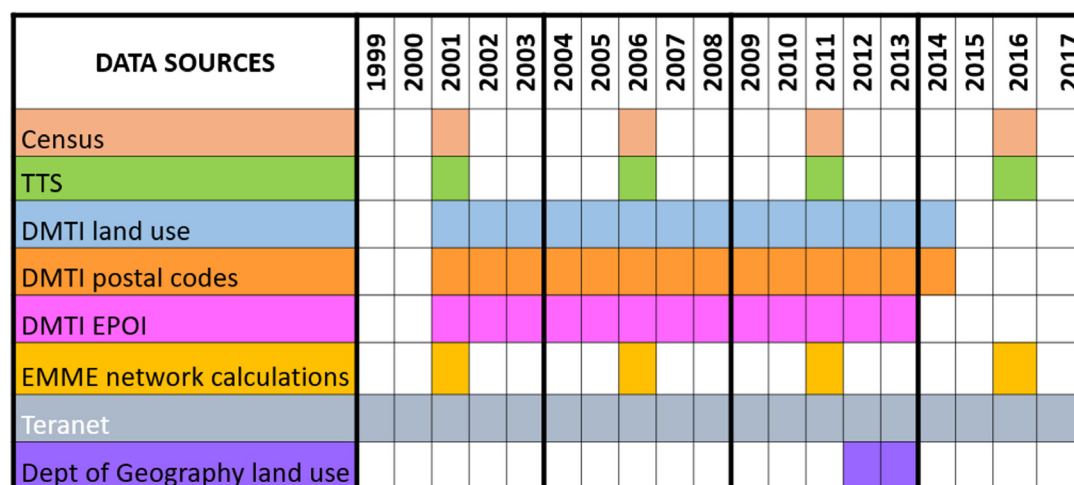 DATA SOURCES 1999 2000 2001 2002 2003 2004 2005 2006 2007 2008 2009 2010 2011 2012 2013 2014 2015 2016 2017
Census
TTS
DMTI land use
DMTI postal codes
DMTI EPOI
EMME network calculations
Teranet
Dept of Geography land use